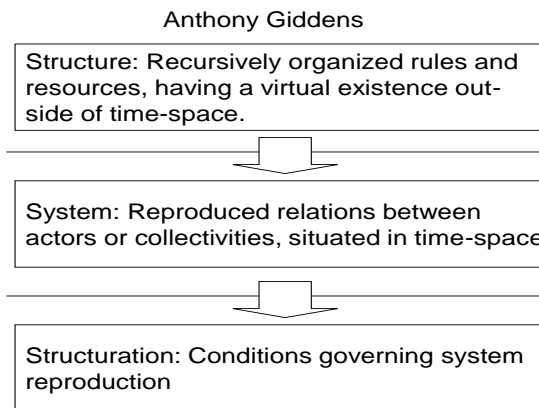 Anthony Giddens
Structure: Recursively organized rules and
resources, having a virtual existence out-
side of time-space.
System: Reproduced relations between
actors or collectivities, situated in time-space
Structuration: Conditions governing system
reproduction